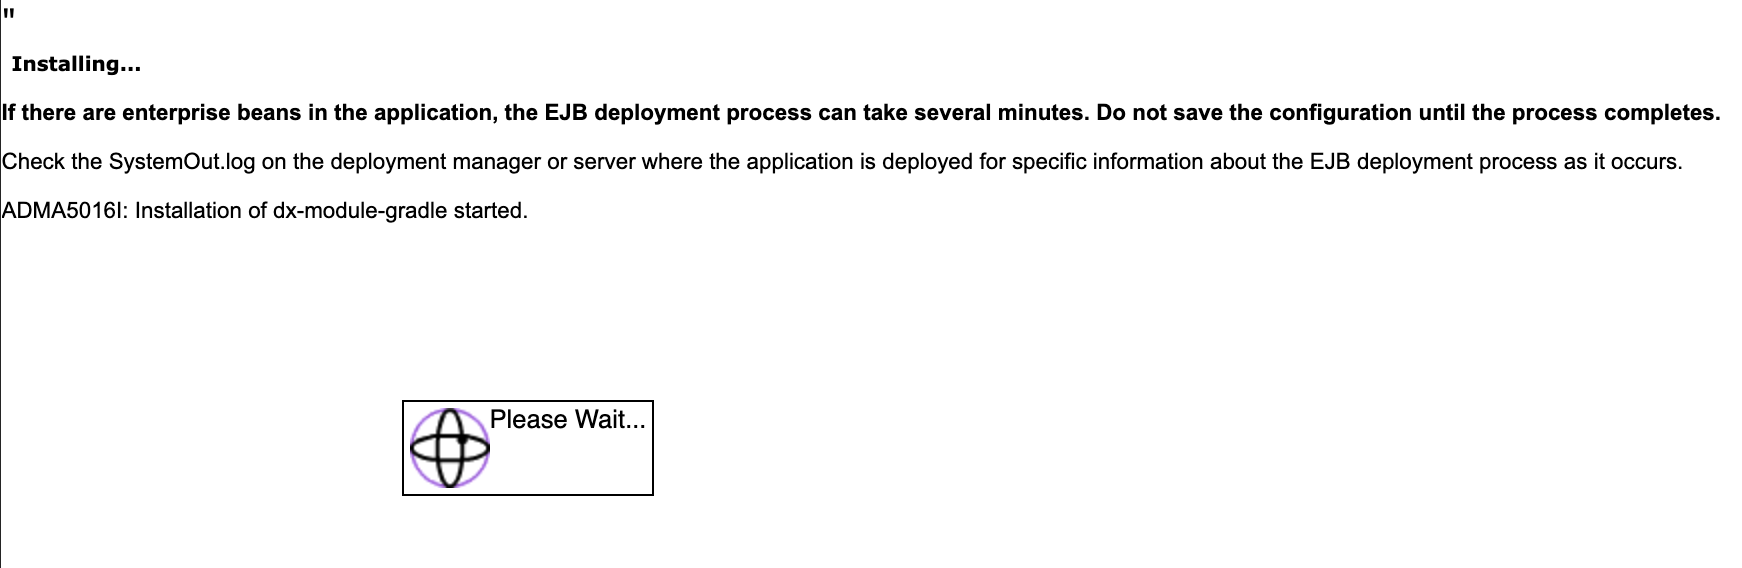 "
Installing...
If there are enterprise beans in the application, the EJB deployment process can take several minutes. Do not save the configuration until the process completes.
Check the SystemOut.log on the deployment manager or server where the application is deployed for specific information about the EJB deployment process as it occurs.
ADMA5016I: Installation of dx-module-gradle started.
Please Wait...